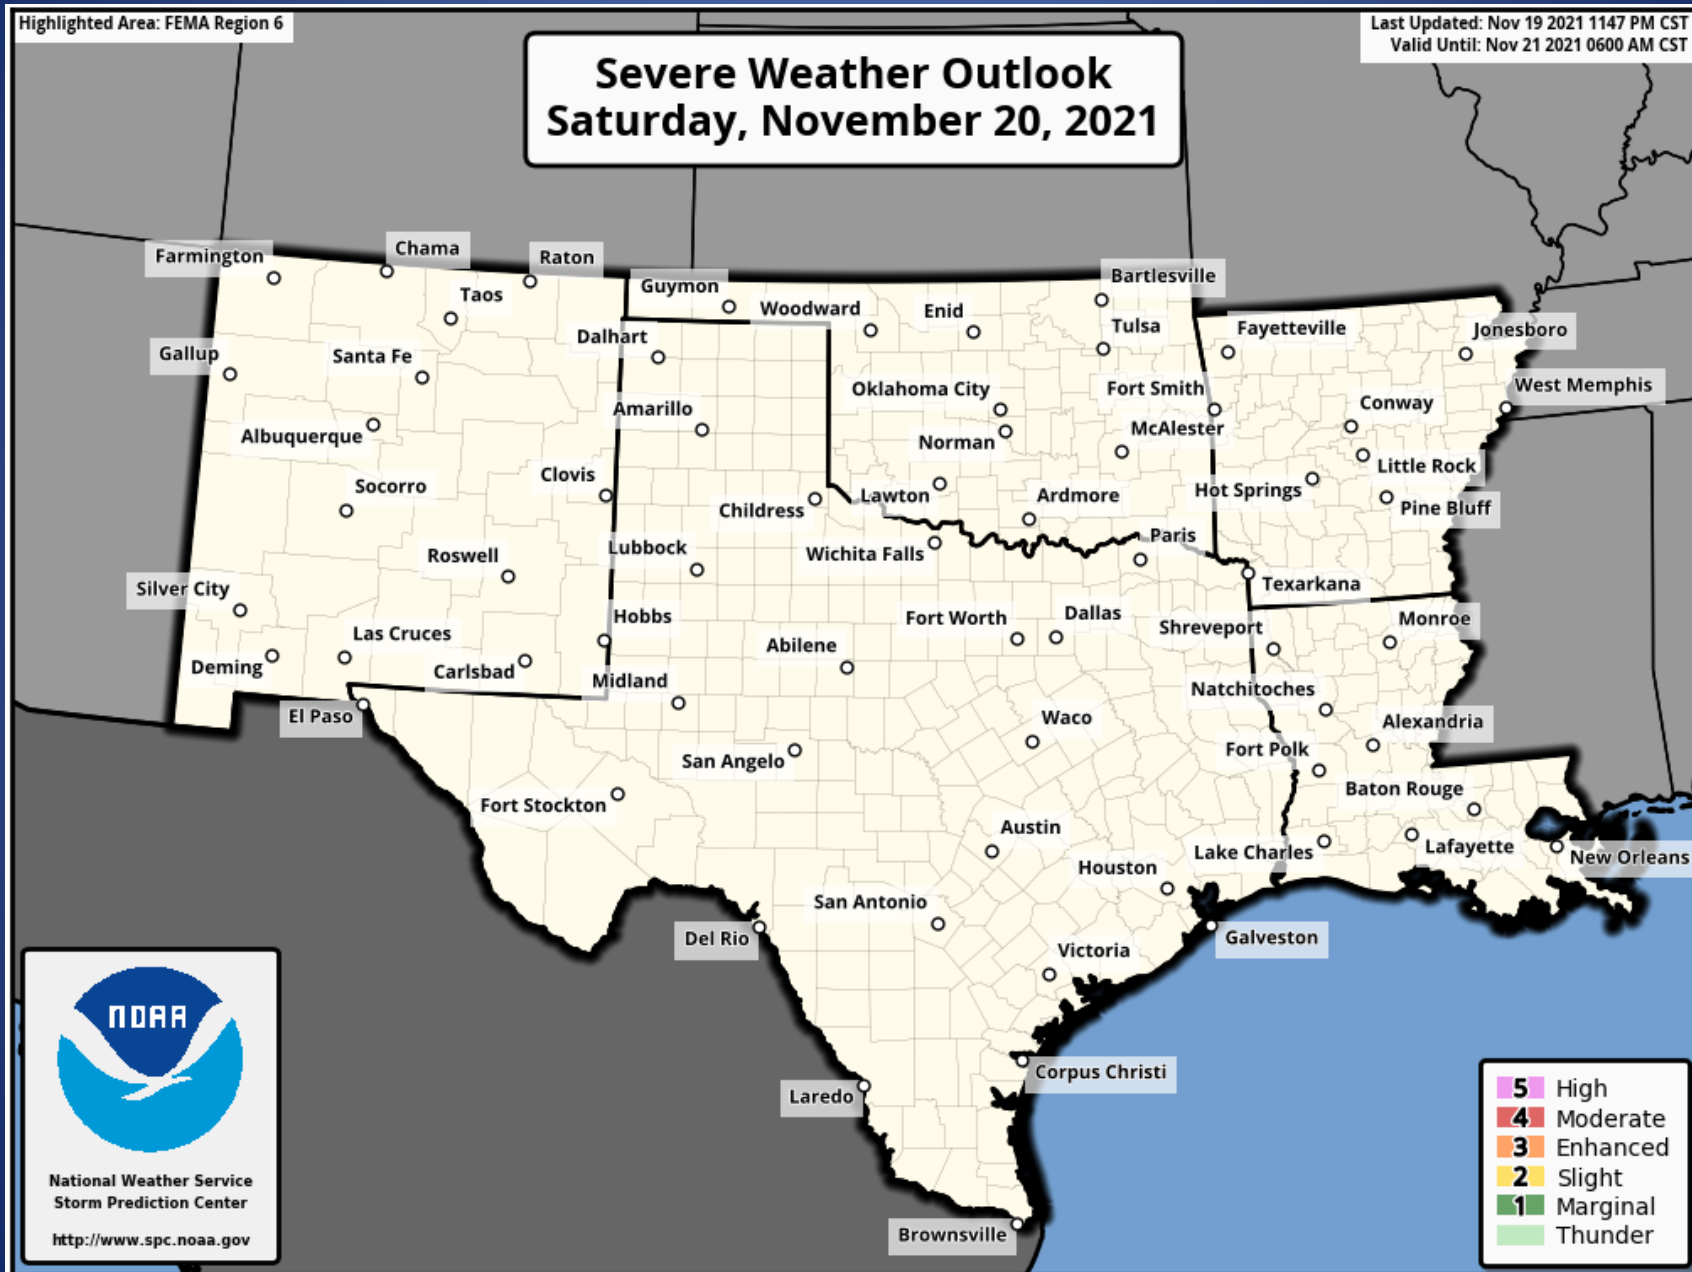 Highlighted Area: FEMA Region 6
Last Updated: Nov 19 2021 1147 PM CST
Valid Until: Nov 21 2021 0600 AM CST
Severe Weather Outlook
Saturday, November 20, 2021
Farmington
Chama
Raton
Taos
Guymon
Woodward
Enid
Bartlesville
Tulsa
Fayetteville
Jonesboro
Gallup
Santa Fe
Dalhart
Oklahoma City
Fort Smith
West Memphis
Conway
Amarillo
Albuquerque
Norman
McAlester
Little Rock
Clovis
Socorro
Childress
Lawton
Ardmore
Hot Springs
Pine Bluff
Roswell
Lubbock
Wichita Falls
Paris
Texarkana
Silver City
Hobbs
Fort Worth
Dallas
Shreveport
Monroe
Las Cruces
Abilene
Deming
Carlsbad
Midland
Natchitoches
El Paso
Waco
Alexandria
San Angelo
Fort Polk
Fort Stockton
Baton Rouge
Austin
Lake Charles
Lafayette
New Orleans
Houston
San Antonio
Del Rio
Galveston
Victoria
Corpus Christi
Laredo
Brownsville
NOAA
National Weather Service
Storm Prediction Center
http://www.spc.noaa.gov
5 High
4 Moderate
3 Enhanced
2 Slight
1 Marginal
Thunder